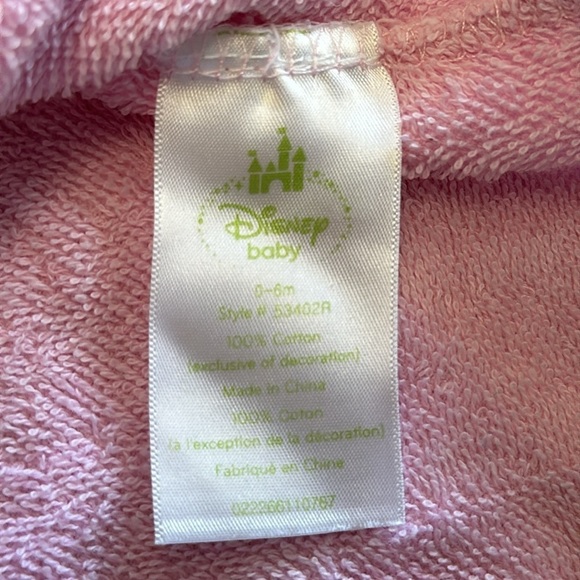 Disney
baby
0-6m
Style # 53402R
100% Cotton
(exclusive of decoration)
Made in China
100% Coton
(à l'exception de la décoration)
Fabriqué en Chine
022266110767